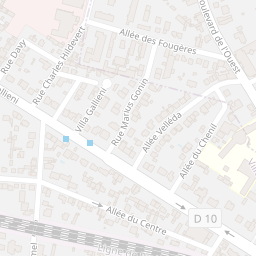 Allée des Fougères
Boulevard de l'Ouest
Rue Davy
Rue Charles Hildevert
Villa Gallieni
Rue Marius Gonin
Allée Velléda
Allée du Chenil
D 10
Allée du Centre